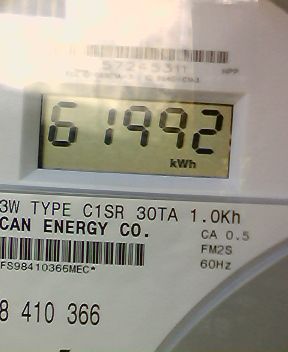 57245311
61992
kWh
3W TYPE C1SR 30TA 1.0Kh
CAN ENERGY CO.
CA 0.5
FM2S
60Hz
FS98410366MEC*
8 410 366